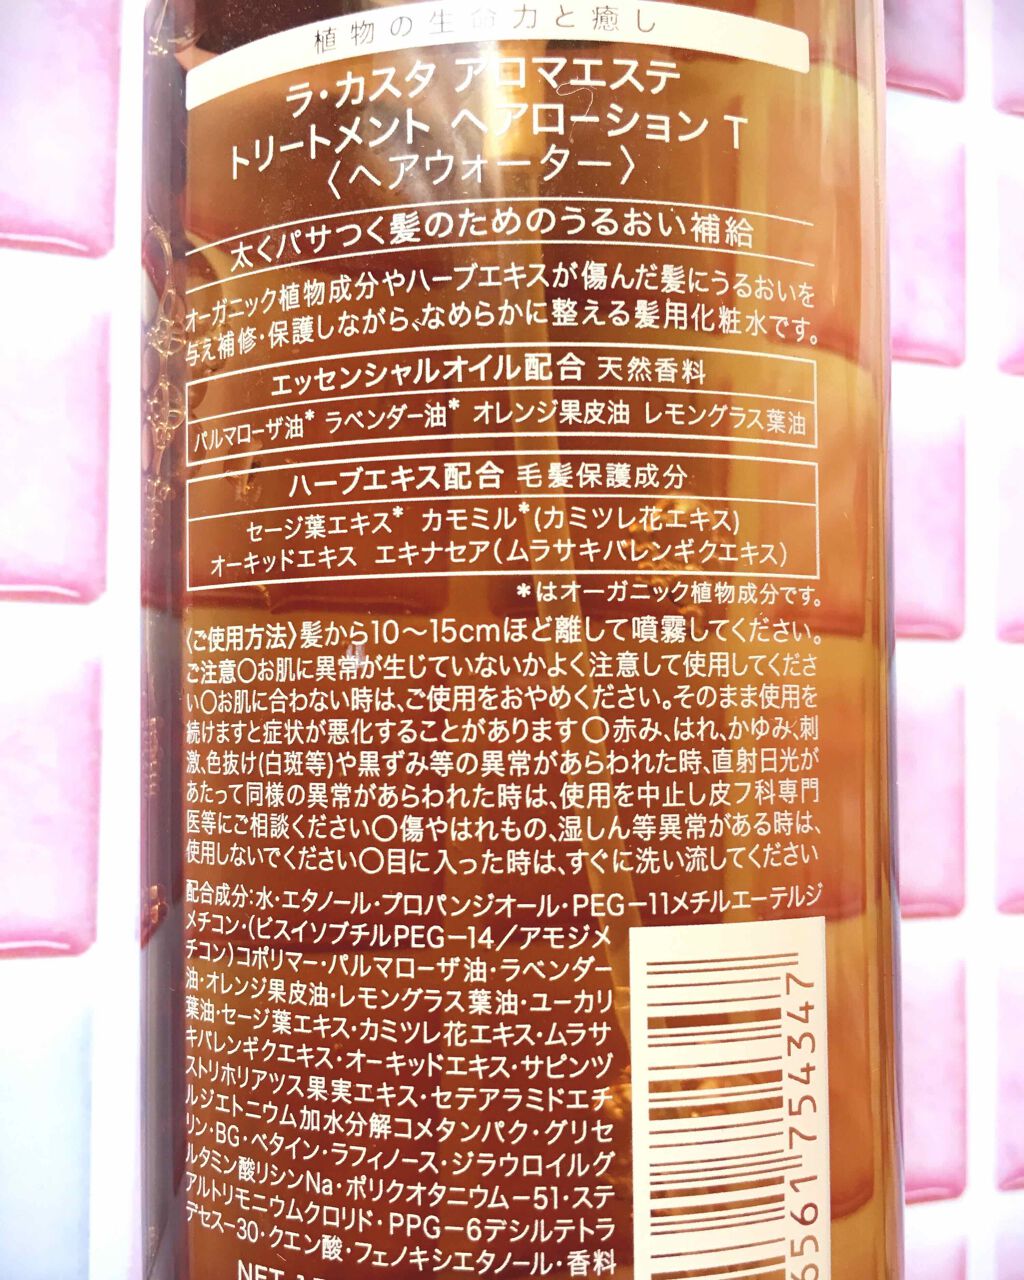 植物の生命力と癒し
ラ・カスタ アロマエステ
トリートメント ヘアローション T
〈ヘアウォーター〉
太くパサつく髪のためのうるおい補給
オーガニック植物成分やハーブエキスが傷んだ髪にうるおいを
与え補修・保護しながら、なめらかに整える髪用化粧水です。
エッセンシャルオイル配合 天然香料
パルマローザ油* ラベンダー油* オレンジ果皮油 レモングラス葉油
ハーブエキス配合 毛髪保護成分
セージ葉エキス* カモミル*(カミツレ花エキス)
オーキッドエキス エキナセア(ムラサキバレンギクエキス)
*はオーガニック植物成分です。
〈ご使用方法〉髪から10〜15cmほど離して噴霧してください。
ご注意○お肌に異常が生じていないかよく注意して使用してくださ
い○お肌に合わない時は、ご使用をおやめください。そのまま使用を
続けますと症状が悪化することがあります○赤み、はれ、かゆみ、刺
激、色抜け(白斑等)や黒ずみ等の異常があらわれた時、直射日光が
あたって同様の異常があらわれた時は、使用を中止し皮フ科専門
医等にご相談ください○傷やはれもの、湿しん等異常がある時は、
使用しないでください○目に入った時は、すぐに洗い流してください
配合成分：水・エタノール・プロパンジオール・PEG−11メチルエーテルジ
メチコン・(ビスイソブチルPEG−14／アモジメ
チコン)コポリマー・パルマローザ油・ラベンダー
油・オレンジ果皮油・レモングラス葉油・ユーカリ
葉油・セージ葉エキス・カミツレ花エキス・ムラサ
キバレンギクエキス・オーキッドエキス・サピンヅ
ストリホリアツス果実エキス・セテアラミドエチ
ルジエトニウム加水分解コメタンパク・グリセ
リン・BG・ベタイン・ラフィノース・ジラウロイルグ
ルタミン酸リシンNa・ポリクオタニウム−51・ステ
アルトリモニウムクロリド・PPG−6デシルテトラ
デセス−30・クエン酸・フェノキシエタノール・香料
NET
6561754347